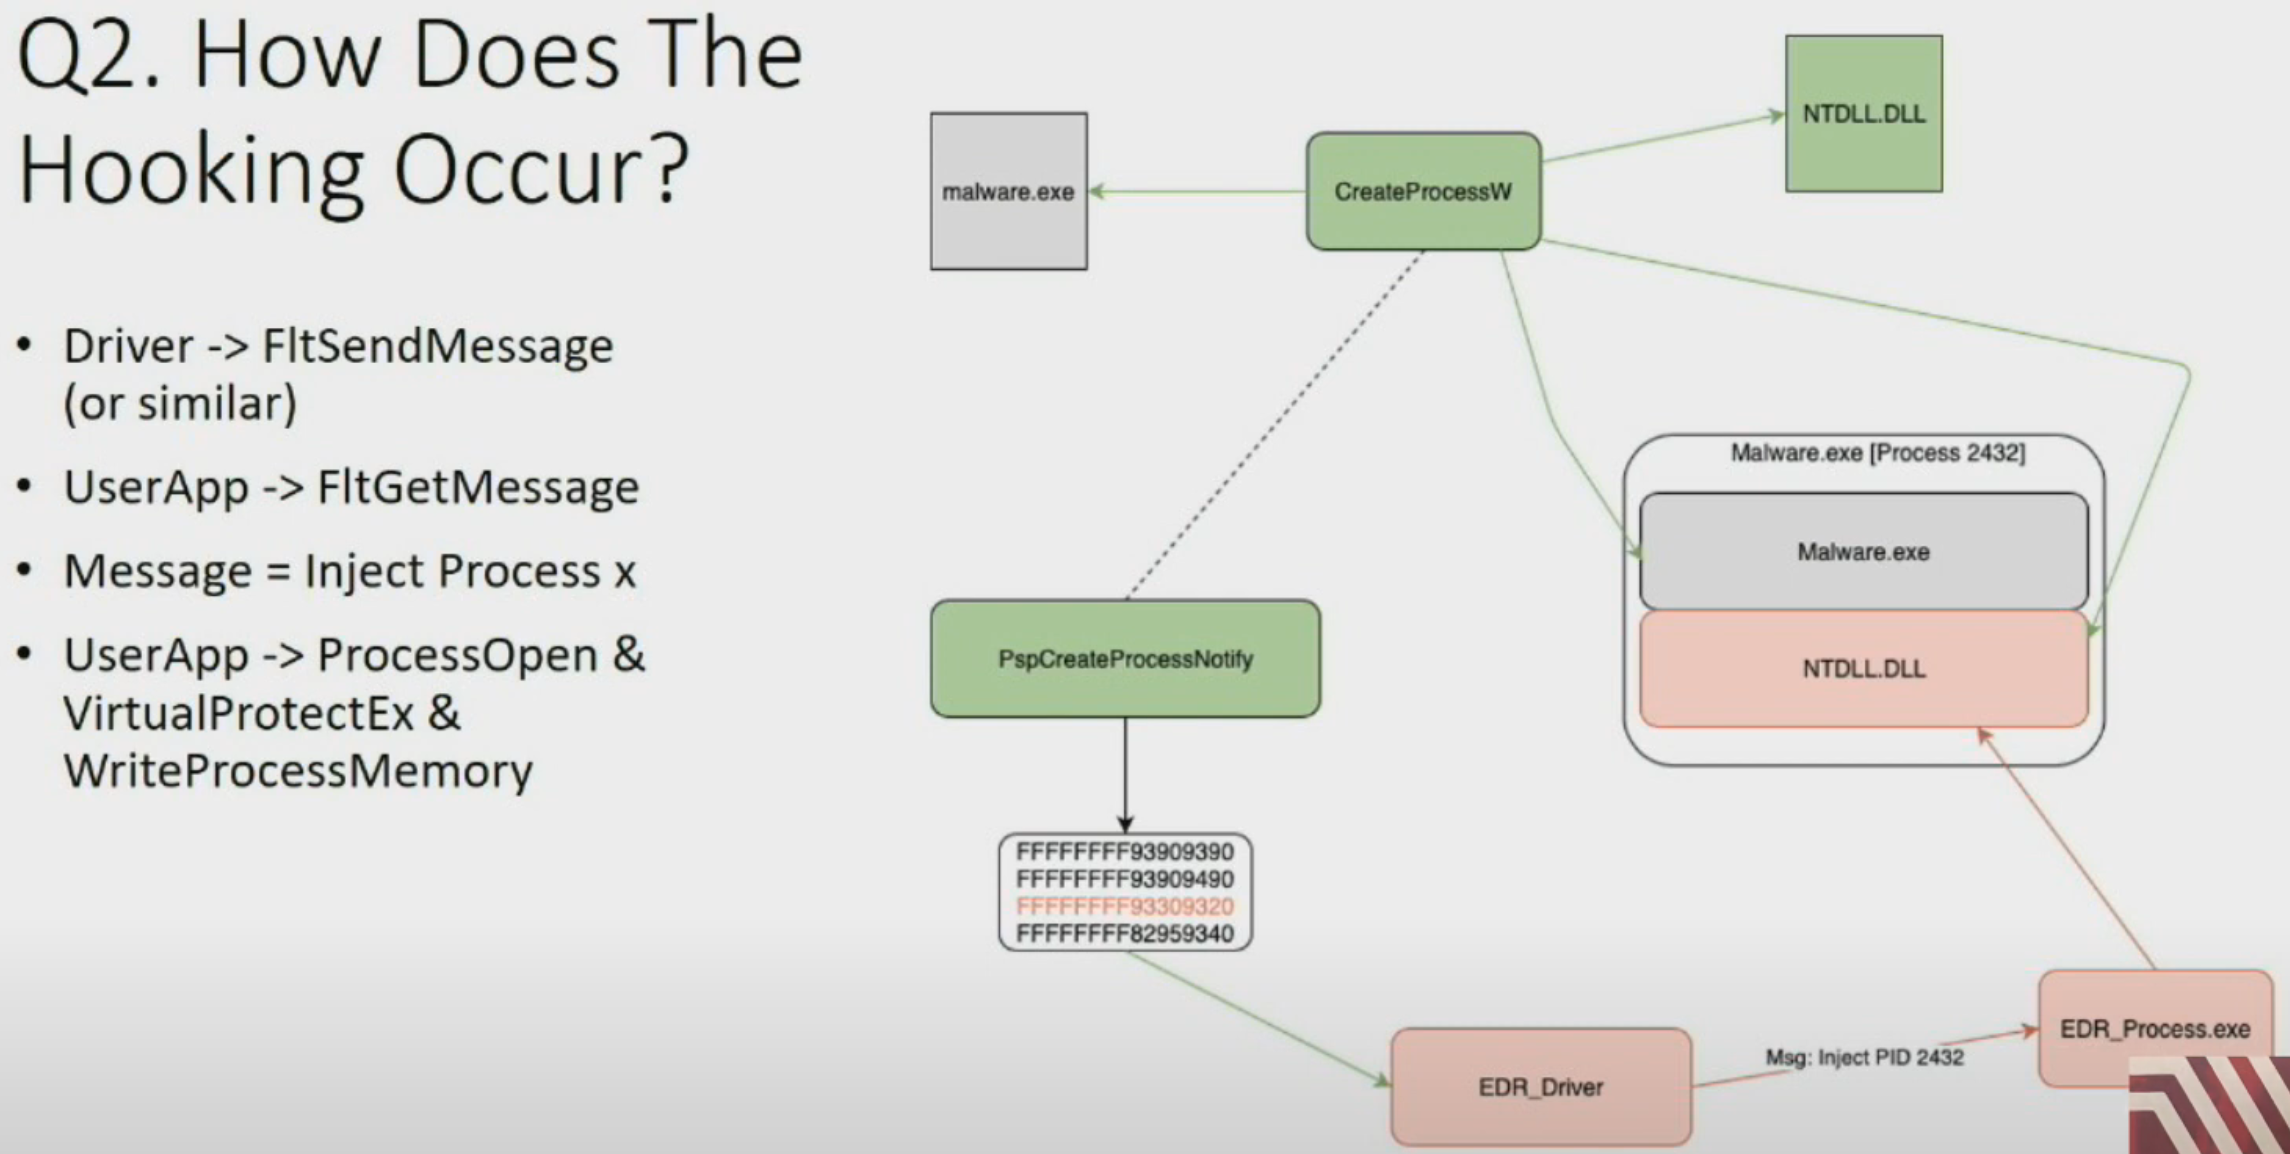 Q2. How Does The
Hooking Occur?
• Driver -> FltSendMessage
(or similar)
• UserApp -> FltGetMessage
• Message = Inject Process x
• UserApp -> ProcessOpen &
VirtualProtectEx &
WriteProcessMemory
NTDLL.DLL
malware.exe
CreateProcessW
Malware.exe [Process 2432]
Malware.exe
NTDLL.DLL
PspCreateProcessNotify
FFFFFFFF93909390
FFFFFFFF93909490
FFFFFFFF93309320
FFFFFFFF82959340
EDR_Driver
Msg: Inject PID 2432
EDR_Process.exe